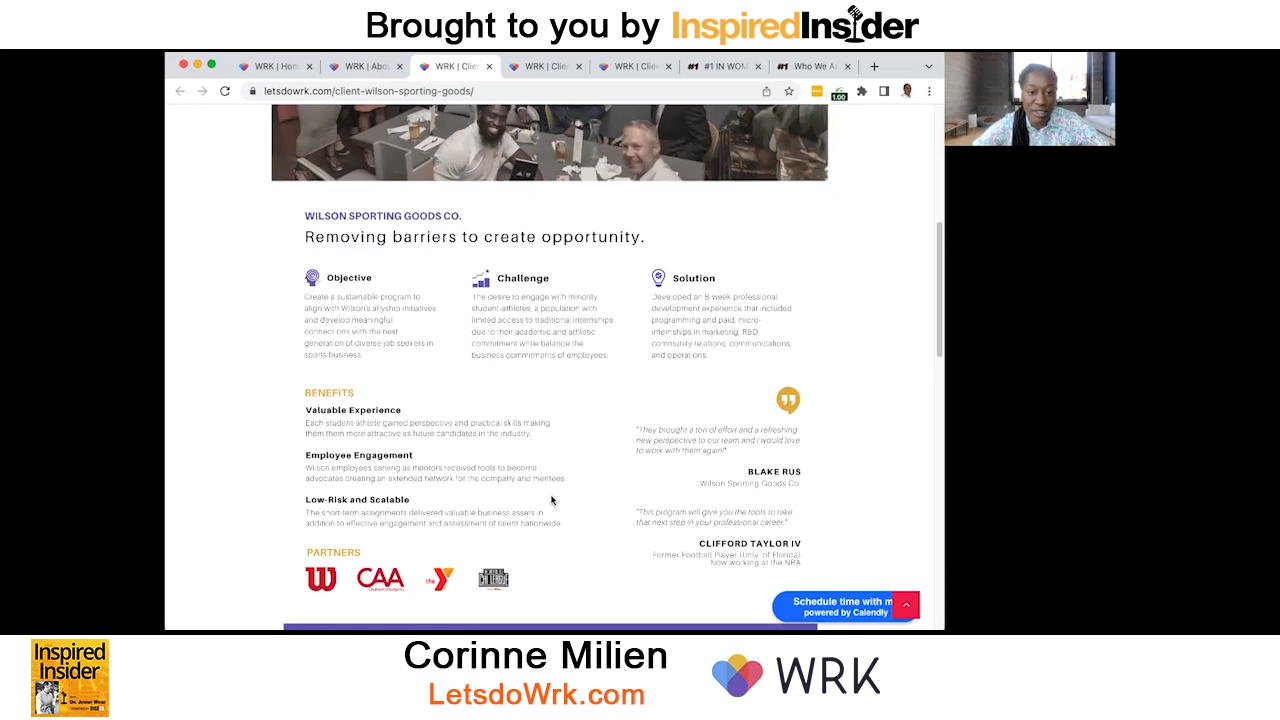 Brought to you by InspiredInsider
WRK | Hom
WRK | Abou
WRK | Clien
WRK | Clien
WRK | Clien
#1 IN WOM
Who We Ar
letsdowrk.com/client-wilson-sporting-goods/
1.00
WILSON SPORTING GOODS CO.
Removing barriers to create opportunity.
Objective
Create a sustainable program to
align with Wilson's allyship initiatives
and develop meaningful
connections with the next
generation of diverse job seekers in
sports business.
Challenge
The desire to engage with minority
student-athletes, a population with
limited access to traditional internships
due to their academic and athletic
commitment while balance the
business commitments of employees.
Solution
Developed an 8-week professional
development experience that included
programming and paid, micro-
internships in marketing, R&D,
community relations, communications,
and operations.
BENEFITS
Valuable Experience
Each student-athlete gained perspective and practical skills making
them them more attractive as future candidates in the industry.
Employee Engagement
Wilson employees serving as mentors received tools to become
advocates creating an extended network for the company and mentees.
Low-Risk and Scalable
The short-term assignments delivered valuable business assets in
addition to effective engagement and assessment of talent nationwide.
"They brought a ton of effort and a refreshing
new perspective to our team and I would love
to work with them again!"
BLAKE RUS
Wilson Sporting Goods Co.
"This program will give you the tools to take
that next step in your professional career."
CLIFFORD TAYLOR IV
Former Football Player (Univ. of Florida)
Now working at the NBA
PARTNERS
W
CAA
the Y
CHALLENGE
Schedule time with m
powered by Calendly
Inspired
Insider
Corinne Milien
LetsdoWrk.com
WRK